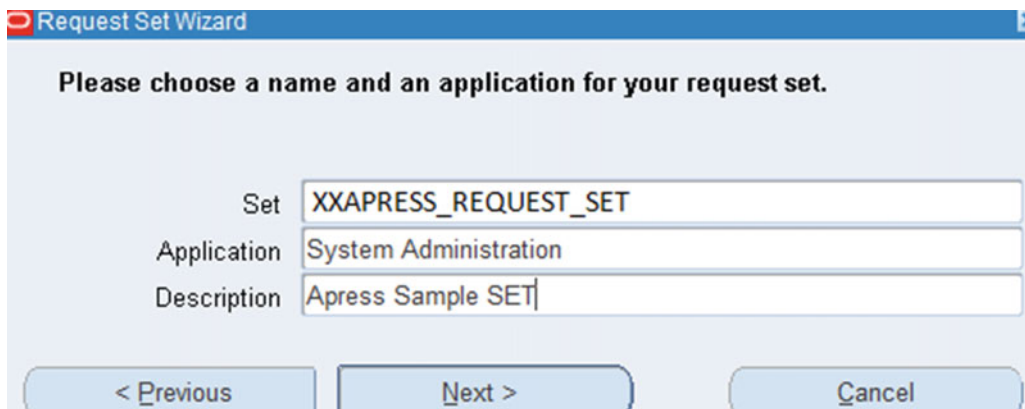 Request Set Wizard
Please choose a name and an application for your request set.
Set XXAPRESS_REQUEST_SET
Application System Administration
Description Apress Sample SET
< Previous Next > Cancel